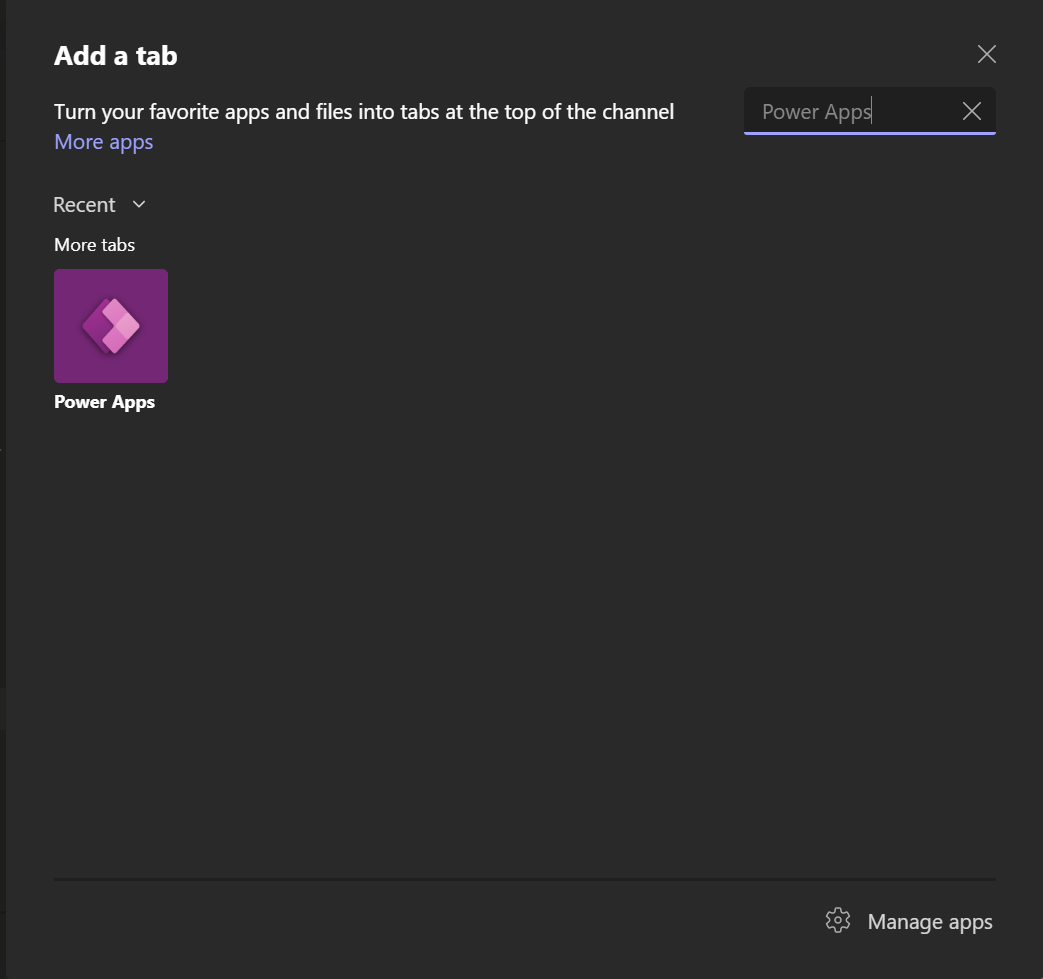 Add a tab
Turn your favorite apps and files into tabs at the top of the channel
Power Apps
More apps
Recent
More tabs
Power Apps
Manage apps